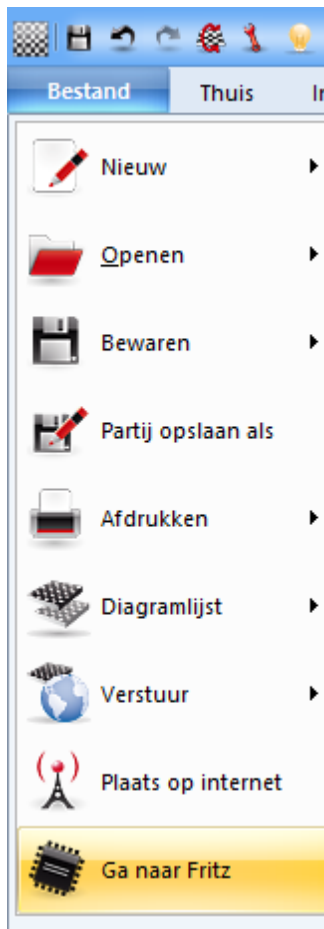 Bestand Thuis
Nieuw
Openen
Bewaren
Partij opslaan als
Afdrukken
Diagramlijst
Verstuur
Plaats op internet
Ga naar Fritz